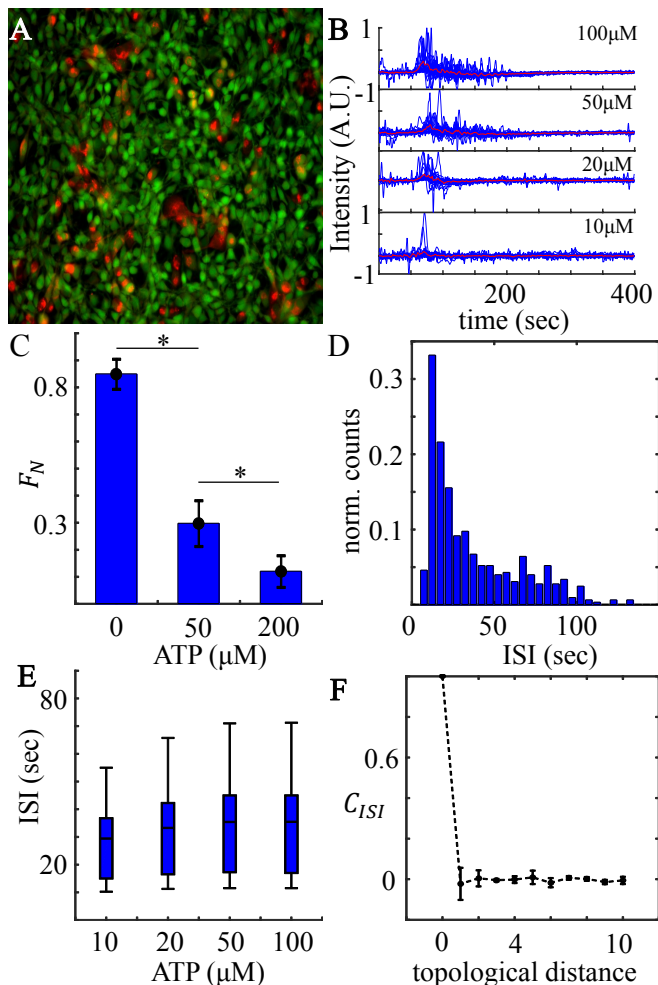 A
B
1
100μM
-1
50μM
20μM
1
10μM
-1
Intensity (A.U.)
200
400
time (sec)
C
*
*
0.8
0.3
F_N
0
50
200
ATP (μM)
D
0.3
0.1
norm. counts
0
50
100
ISI (sec)
E
80
20
ISI (sec)
10
20
50
100
ATP (μM)
F
0.6
0
C_ISI
0
4
10
topological distance